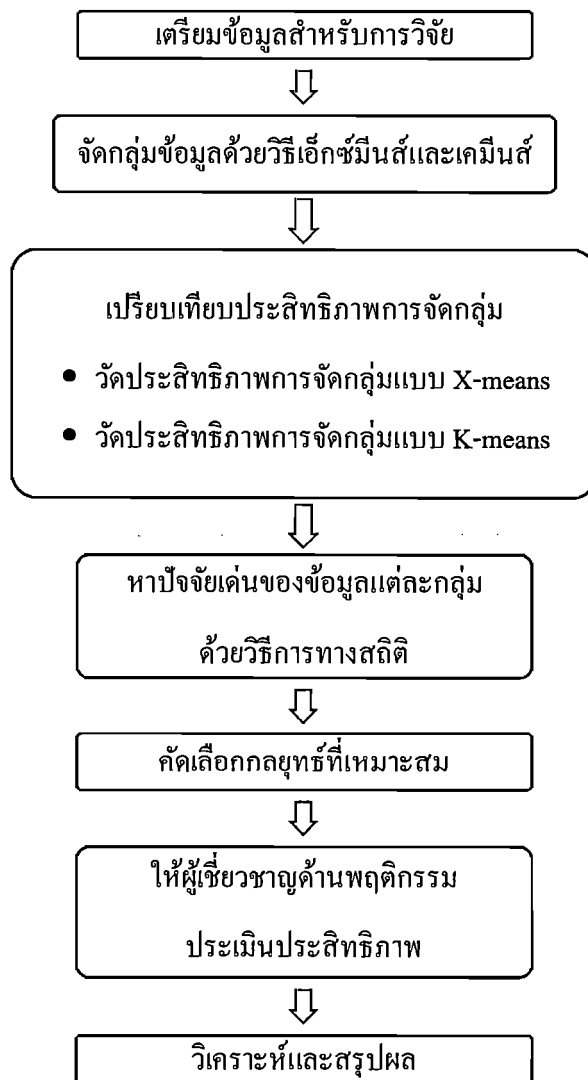 เตรียมข้อมูลสำหรับการวิจัย
จัดกลุ่มข้อมูลด้วยวิธีเอ็กซ์มีนส์และเคมีนส์
เปรียบเทียบประสิทธิภาพการจัดกลุ่ม
• วัดประสิทธิภาพการจัดกลุ่มแบบ X-means
• วัดประสิทธิภาพการจัดกลุ่มแบบ K-means
หาปัจจัยเด่นของข้อมูลแต่ละกลุ่ม
ด้วยวิธีการทางสถิติ
คัดเลือกกลยุทธ์ที่เหมาะสม
ให้ผู้เชี่ยวชาญด้านพฤติกรรม
ประเมินประสิทธิภาพ
วิเคราะห์และสรุปผล